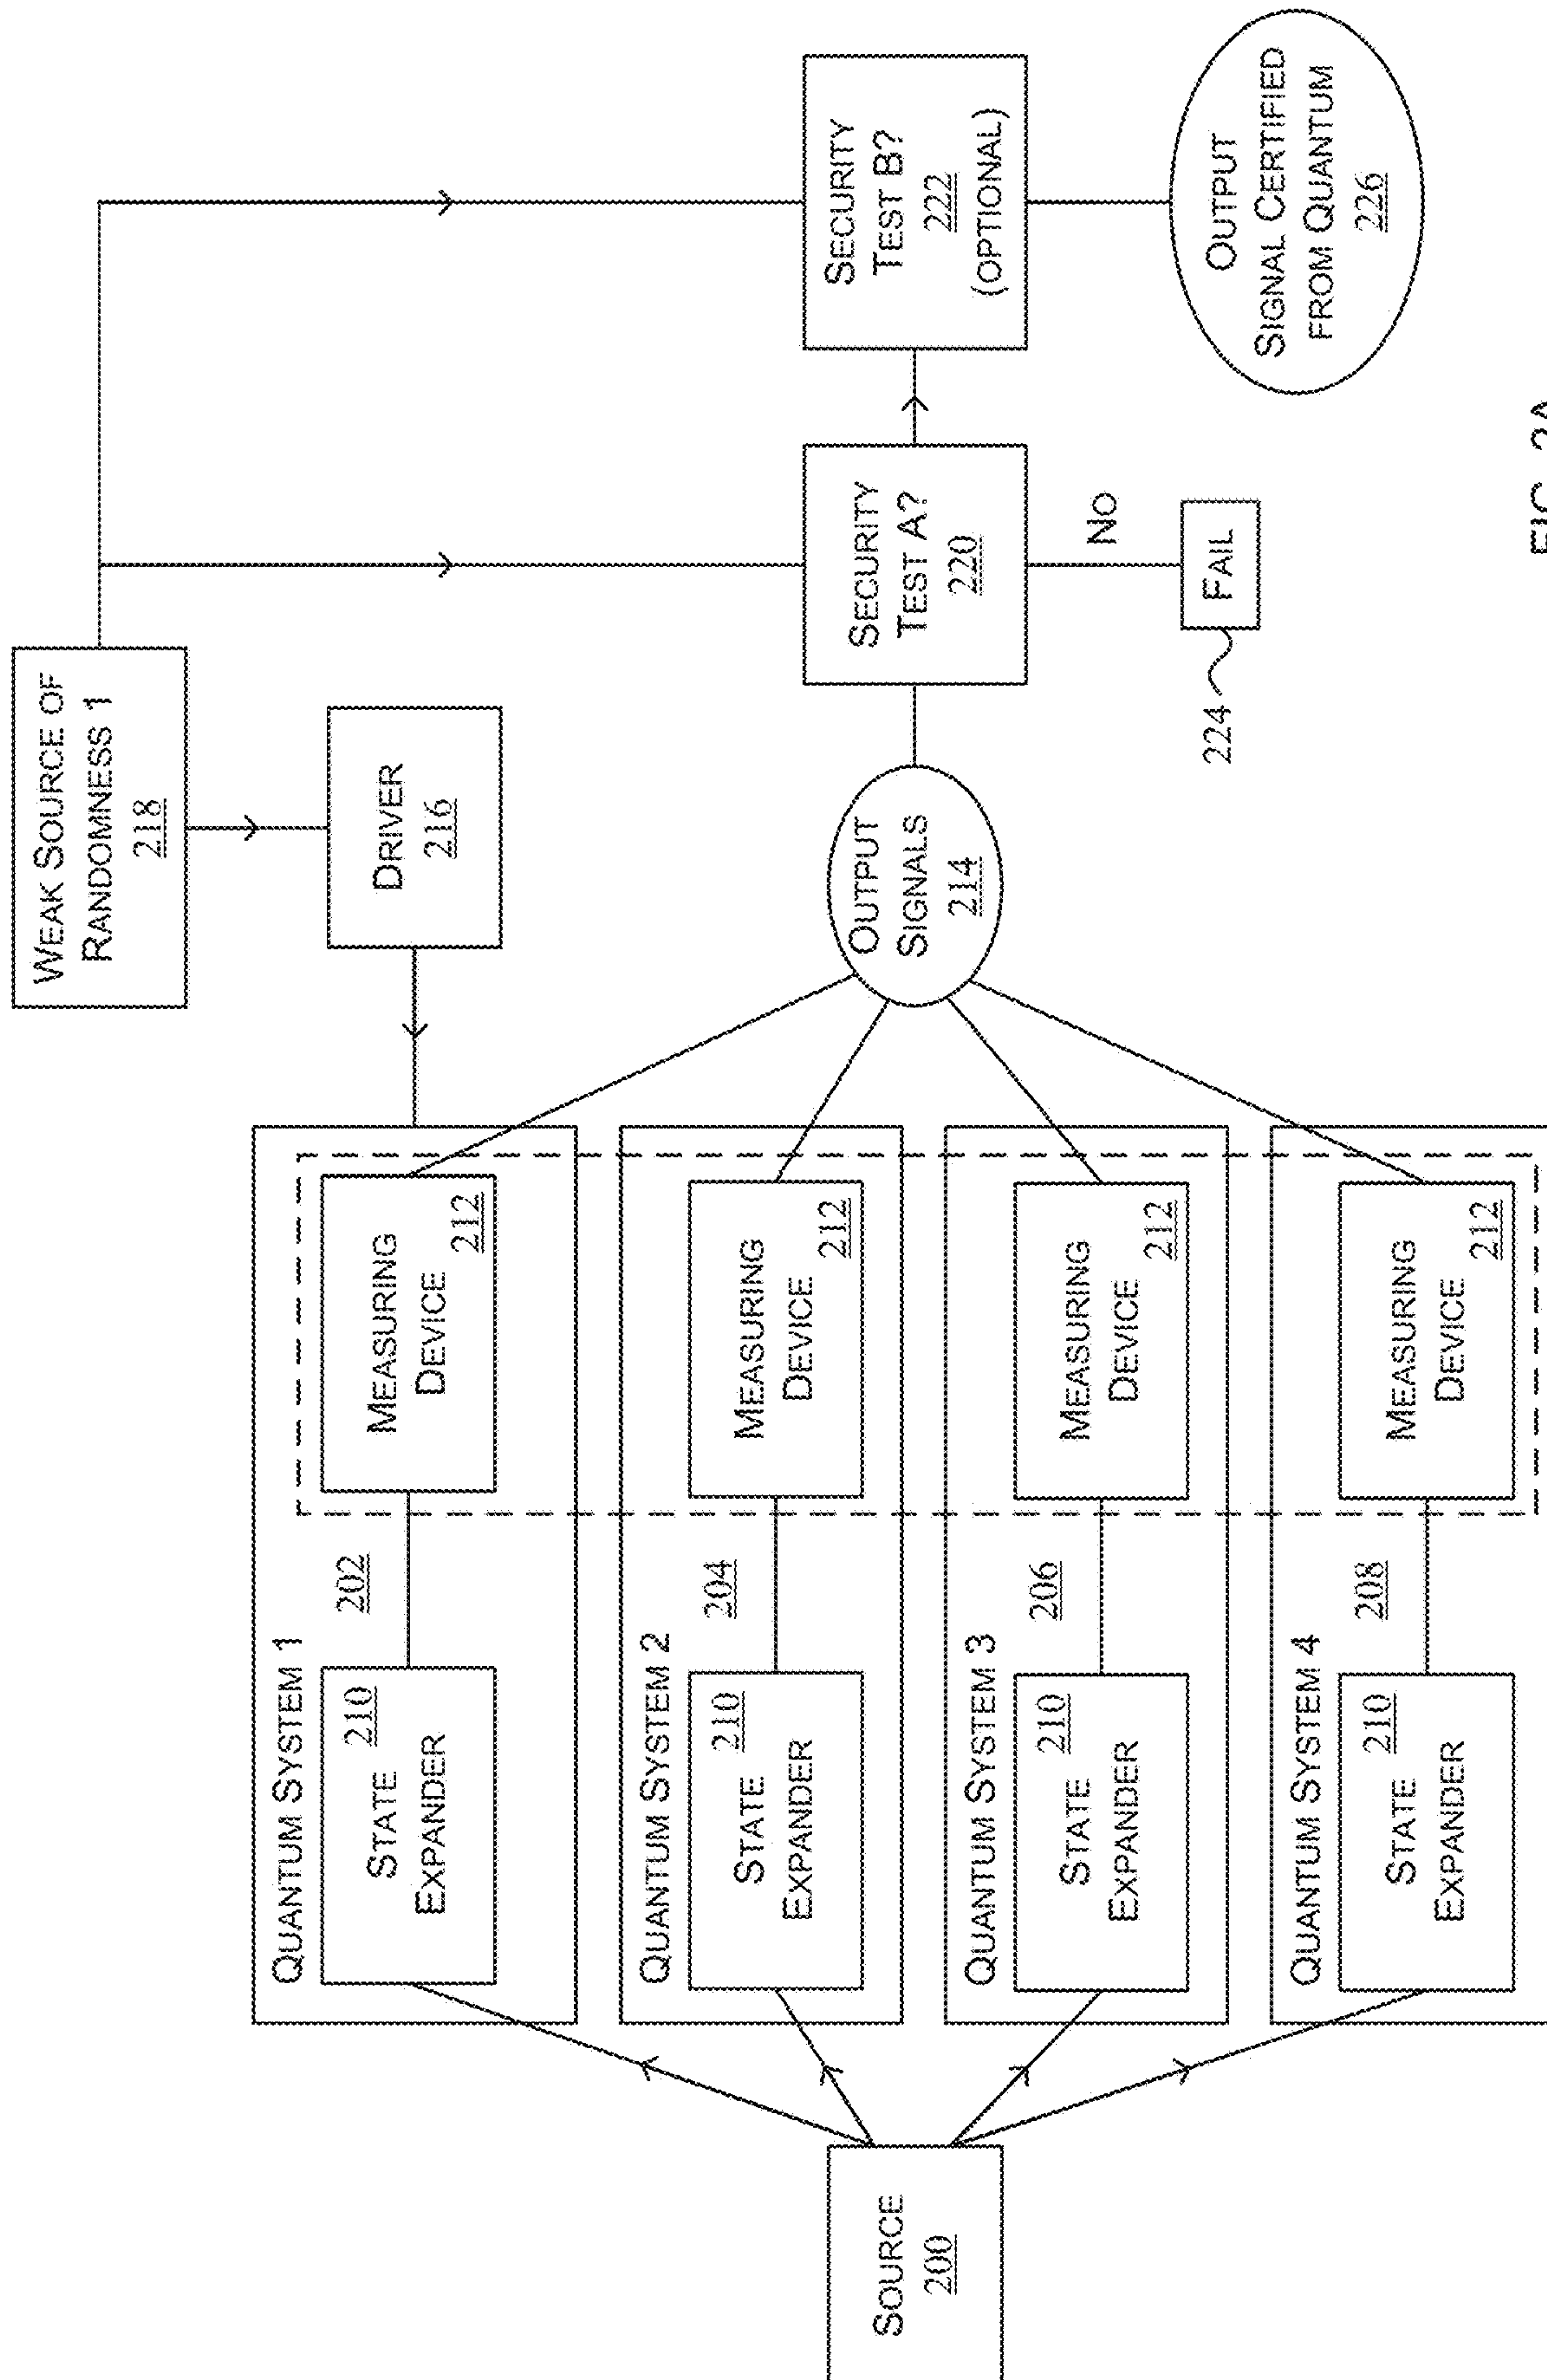 WEAK SOURCE OF
RANDOMNESS 1
218
DRIVER
216
SOURCE
200
QUANTUM SYSTEM 1
STATE
EXPANDER
210
202
MEASURING
DEVICE
212
QUANTUM SYSTEM 2
STATE
EXPANDER
210
204
MEASURING
DEVICE
212
QUANTUM SYSTEM 3
STATE
EXPANDER
210
206
MEASURING
DEVICE
212
QUANTUM SYSTEM 4
STATE
EXPANDER
210
208
MEASURING
DEVICE
212
OUTPUT
SIGNALS
214
SECURITY
TEST A?
220
NO
FAIL
224
SECURITY
TEST B?
222
(OPTIONAL)
OUTPUT
SIGNAL CERTIFIED
FROM QUANTUM
226
FIG.